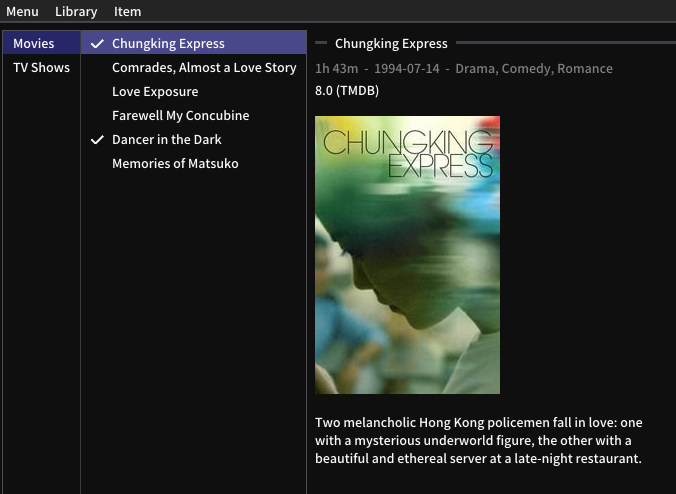 Menu Library Item
Movies
TV Shows
Chungking Express
Comrades, Almost a Love Story
Love Exposure
Farewell My Concubine
Dancer in the Dark
Memories of Matsuko
Chungking Express
1h 43m - 1994-07-14 - Drama, Comedy, Romance
8.0 (TMDB)
CHUNGKING
EXPRESS
Two melancholic Hong Kong policemen fall in love: one
with a mysterious underworld figure, the other with a
beautiful and ethereal server at a late-night restaurant.